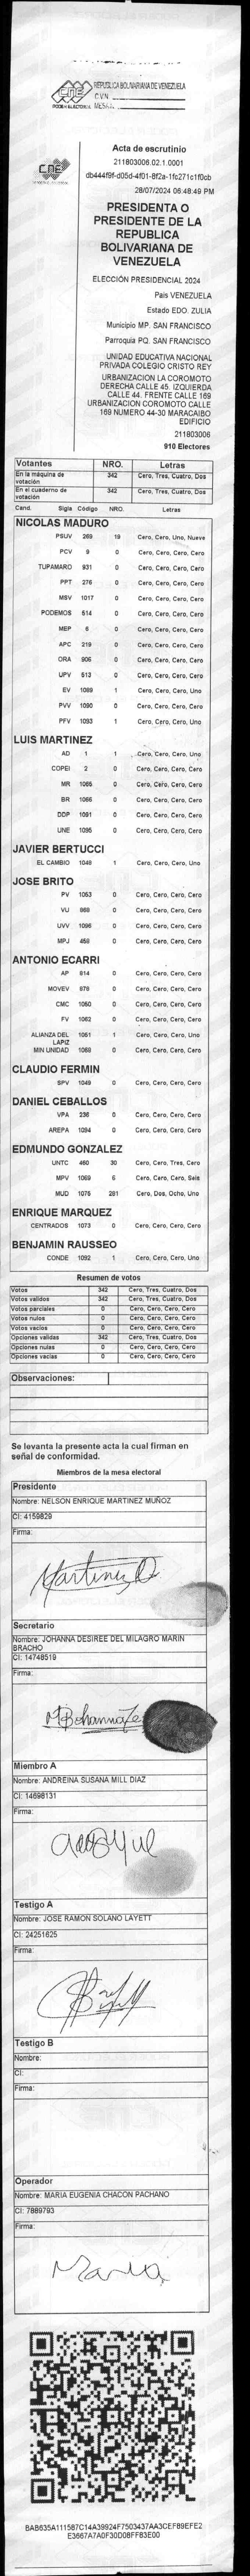 REPÚBLICA BOLIVARIANA DE VENEZUELA
C.V.N.
MESA:
CNE
PODER ELECTORAL
CNE
Acta de escrutinio
211803006.02.1.0001
db444f9f-d05d-4f01-8f2a-1fc271c1f0cb
28/07/2024 06:48:49 PM
PRESIDENTA O
PRESIDENTE DE LA
REPUBLICA
BOLIVARIANA DE
VENEZUELA
ELECCIÓN PRESIDENCIAL 2024
Pais VENEZUELA
Estado EDO. ZULIA
Municipio MP. SAN FRANCISCO
Parroquia PQ. SAN FRANCISCO
UNIDAD EDUCATIVA NACIONAL
PRIVADA COLEGIO CRISTO REY
URBANIZACION LA COROMOTO
DERECHA CALLE 45. IZQUIERDA
CALLE 44. FRENTE CALLE 169
URBANIZACION COROMOTO CALLE
169 NUMERO 44-30 MARACAIBO
EDIFICIO
211803006
910 Electores
Votantes NRO. Letras
En la máquina de votación 342 Cero, Tres, Cuatro, Dos
En el cuaderno de votación 342 Cero, Tres, Cuatro, Dos
Cand. Sigla Código NRO. Letras
NICOLAS MADURO
PSUV 269 19 Cero, Cero, Uno, Nueve
PCV 9 0 Cero, Cero, Cero, Cero
TUPAMARO 931 0 Cero, Cero, Cero, Cero
PPT 276 0 Cero, Cero, Cero, Cero
MSV 1017 0 Cero, Cero, Cero, Cero
PODEMOS 514 0 Cero, Cero, Cero, Cero
MEP 6 0 Cero, Cero, Cero, Cero
APC 219 0 Cero, Cero, Cero, Cero
ORA 906 0 Cero, Cero, Cero, Cero
UPV 513 0 Cero, Cero, Cero, Cero
EV 1089 1 Cero, Cero, Cero, Uno
PVV 1090 0 Cero, Cero, Cero, Cero
PFV 1093 1 Cero, Cero, Cero, Uno
LUIS MARTINEZ
AD 1 1 Cero, Cero, Cero, Uno
COPEI 2 0 Cero, Cero, Cero, Cero
MR 1065 0 Cero, Cero, Cero, Cero
BR 1066 0 Cero, Cero, Cero, Cero
DDP 1091 0 Cero, Cero, Cero, Cero
UNE 1095 0 Cero, Cero, Cero, Cero
JAVIER BERTUCCI
EL CAMBIO 1048 1 Cero, Cero, Cero, Uno
JOSE BRITO
PV 1053 0 Cero, Cero, Cero, Cero
VU 868 0 Cero, Cero, Cero, Cero
UVV 1096 0 Cero, Cero, Cero, Cero
MPJ 458 0 Cero, Cero, Cero, Cero
ANTONIO ECARRI
AP 914 0 Cero, Cero, Cero, Cero
MOVEV 878 0 Cero, Cero, Cero, Cero
CMC 1050 0 Cero, Cero, Cero, Cero
FV 1062 0 Cero, Cero, Cero, Cero
ALIANZA DEL LAPIZ 1051 1 Cero, Cero, Cero, Uno
MIN UNIDAD 1068 0 Cero, Cero, Cero, Cero
CLAUDIO FERMIN
SPV 1049 0 Cero, Cero, Cero, Cero
DANIEL CEBALLOS
VPA 236 0 Cero, Cero, Cero, Cero
AREPA 1094 0 Cero, Cero, Cero, Cero
EDMUNDO GONZALEZ
UNTC 460 30 Cero, Cero, Tres, Cero
MPV 1069 6 Cero, Cero, Cero, Seis
MUD 1075 281 Cero, Dos, Ocho, Uno
ENRIQUE MARQUEZ
CENTRADOS 1073 0 Cero, Cero, Cero, Cero
BENJAMIN RAUSSEO
CONDE 1092 1 Cero, Cero, Cero, Uno
Resumen de votos
Votos 342 Cero, Tres, Cuatro, Dos
Votos validos 342 Cero, Tres, Cuatro, Dos
Votos parciales 0 Cero, Cero, Cero, Cero
Votos nulos 0 Cero, Cero, Cero, Cero
Votos vacios 0 Cero, Cero, Cero, Cero
Opciones validas 342 Cero, Tres, Cuatro, Dos
Opciones nulas 0 Cero, Cero, Cero, Cero
Opciones vacias 0 Cero, Cero, Cero, Cero
Observaciones:
Se levanta la presente acta la cual firman en
señal de conformidad.
Miembros de la mesa electoral
Presidente
Nombre: NELSON ENRIQUE MARTINEZ MUÑOZ
CI: 4159829
Firma:
Secretario
Nombre: JOHANNA DESIREE DEL MILAGRO MARIN
BRACHO
CI: 14748519
Firma:
Miembro A
Nombre: ANDREINA SUSANA MILL DIAZ
CI: 14698131
Firma:
Testigo A
Nombre: JOSE RAMON SOLANO LAYETT
CI: 24251625
Firma:
Testigo B
Nombre:
CI:
Firma:
Operador
Nombre: MARIA EUGENIA CHACON PACHANO
CI: 7889793
Firma:
Maria
BAB635A111587C14A39924F7503437AA3CEF89EFE2
E3667A7A0F30D08FFB3E00